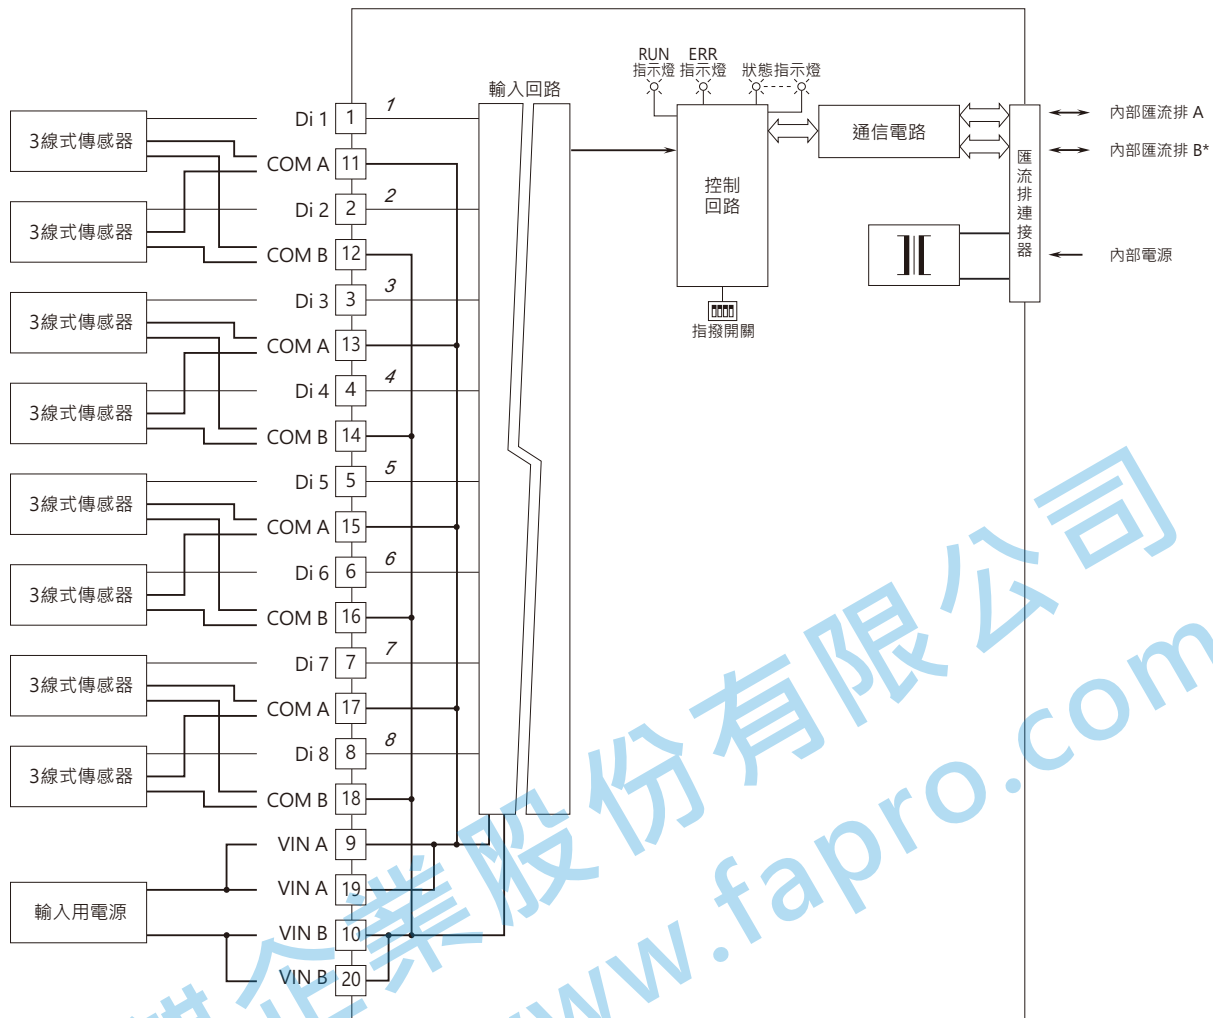 RUN
指示燈
ERR
指示燈
狀態指示燈
輸入回路
3線式傳感器
Di 1 1 1
COM A 11
3線式傳感器
Di 2 2 2
COM B 12
3線式傳感器
Di 3 3 3
COM A 13
3線式傳感器
Di 4 4 4
COM B 14
3線式傳感器
Di 5 5 5
COM A 15
3線式傳感器
Di 6 6 6
COM B 16
3線式傳感器
Di 7 7 7
COM A 17
3線式傳感器
Di 8 8 8
COM B 18
VIN A 9
VIN A 19
輸入用電源
VIN B 10
VIN B 20
控制
回路
指撥開關
通信電路
匯流排連接器
內部匯流排 A
內部匯流排 B*
內部電源
企業股份有限公司
www.fapro.com